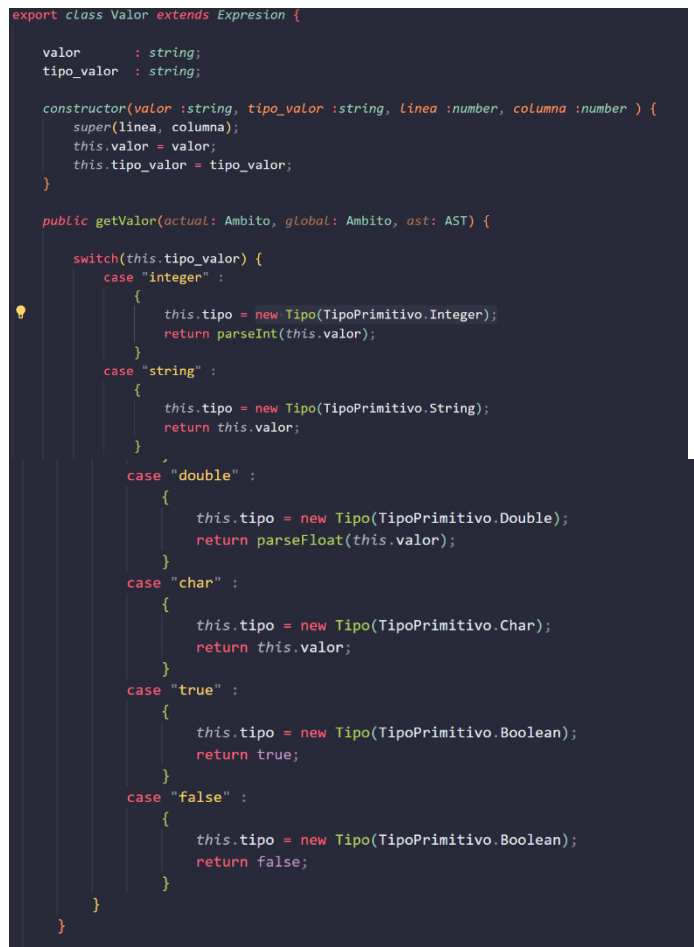 export class Valor extends Expresion {
valor : string;
tipo_valor : string;
constructor(valor :string, tipo_valor :string, linea :number, columna :number ) {
super(linea, columna);
this.valor = valor;
this.tipo_valor = tipo_valor;
}
public getValor(actual: Ambito, global: Ambito, ast: AST) {
switch(this.tipo_valor) {
case "integer" :
{
this.tipo = new Tipo(TipoPrimitivo.Integer);
return parseInt(this.valor);
}
case "string" :
{
this.tipo = new Tipo(TipoPrimitivo.String);
return this.valor;
}
case "double" :
{
this.tipo = new Tipo(TipoPrimitivo.Double);
return parseFloat(this.valor);
}
case "char" :
{
this.tipo = new Tipo(TipoPrimitivo.Char);
return this.valor;
}
case "true" :
{
this.tipo = new Tipo(TipoPrimitivo.Boolean);
return true;
}
case "false" :
{
this.tipo = new Tipo(TipoPrimitivo.Boolean);
return false;
}
}
}